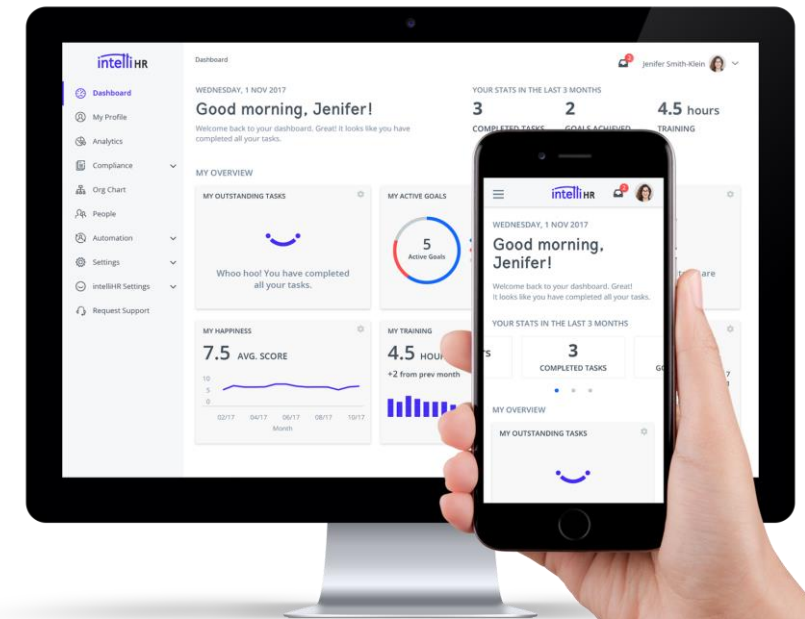 intelliHR
Dashboard
2
Jenifer Smith-Klein
Dashboard
My Profile
Analytics
Compliance
Org Chart
People
Automation
Settings
intelliHR Settings
Request Support
WEDNESDAY, 1 NOV 2017
Good morning, Jenifer!
Welcome back to your dashboard. Great! It looks like you have
completed all your tasks.
YOUR STATS IN THE LAST 3 MONTHS
3
2
4.5 hours
COMPLETED TASKS
GOALS ACHIEVED
TRAINING
MY OVERVIEW
MY OUTSTANDING TASKS
Whoo hoo! You have completed
all your tasks.
MY ACTIVE GOALS
5
Active Goals
are
MY HAPPINESS
7.5 AVG. SCORE
10
5
0
02/17 04/17 06/17 08/17 10/17
Month
MY TRAINING
4.5 HOU
+2 from prev month
7
intelliHR
2
WEDNESDAY, 1 NOV 2017
Good morning,
Jenifer!
Welcome back to your dashboard. Great!
It looks like you have completed all your tasks.
YOUR STATS IN THE LAST 3 MONTHS
rs
3
COMPLETED TASKS
GO
MY OVERVIEW
MY OUTSTANDING TASKS